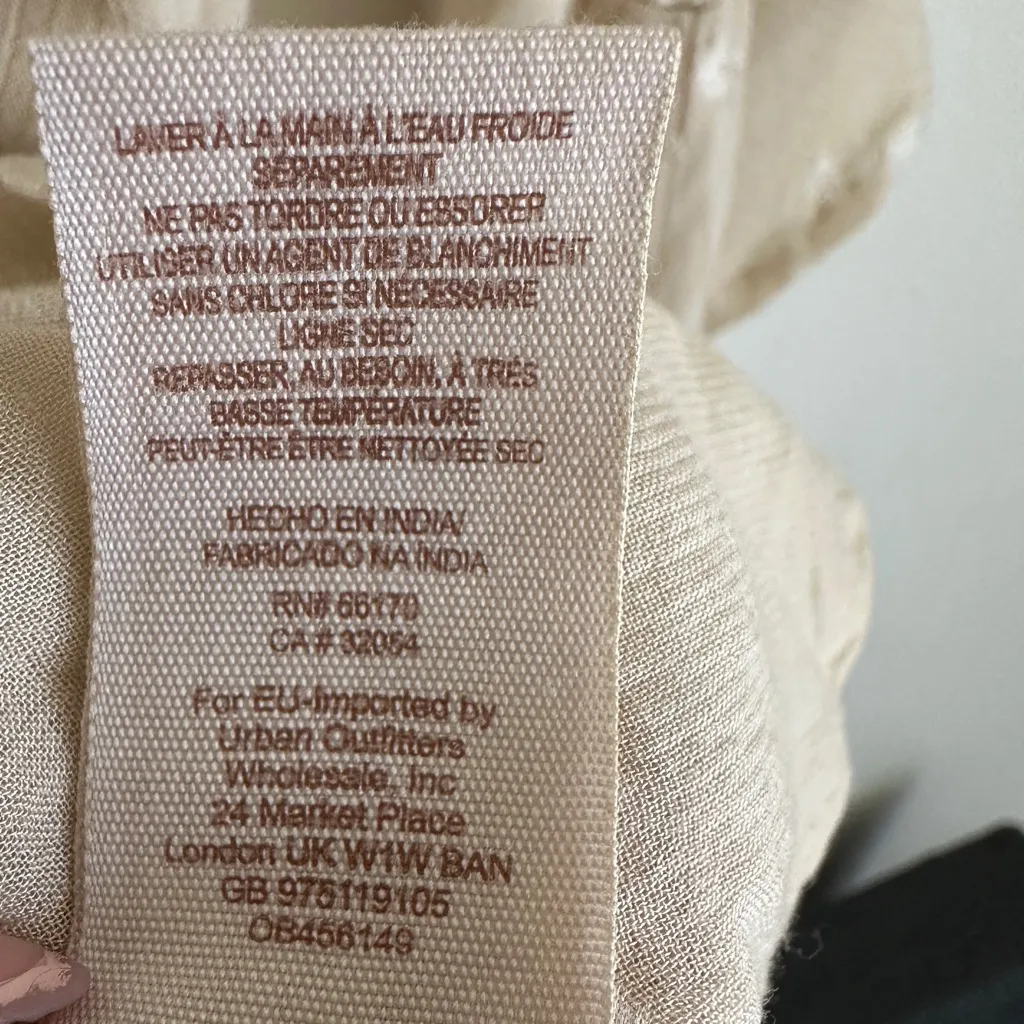 LAVER À LA MAIN À L'EAU FROIDE
SÉPARÉMENT
NE PAS TORDRE OU ESSORER
UTILISER UN AGENT DE BLANCHIMENT
SANS CHLORE SI NÉCESSAIRE
LIGNE SEC
REPASSER, AU BESOIN, À TRÈS
BASSE TEMPÉRATURE
PEUT-ÊTRE ÊTRE NETTOYÉE SEC
HECHO EN INDIA/
FABRICADO NA ÍNDIA
RN# 66170
CA # 32054
For EU-Imported by
Urban Outfitters
Wholesale, Inc
24 Market Place
London UK W1W 8AN
GB 975119105
OB456149